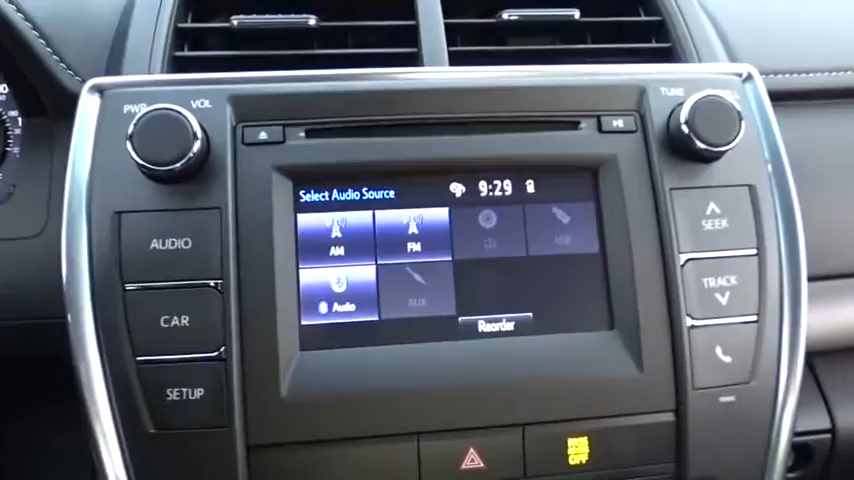 PWR
VOL
TUNE
Select Audio Source
9:29
AM
FM
USB
AUX
Audio
Reorder
AUDIO
CAR
SETUP
SEEK
TRACK
OFF